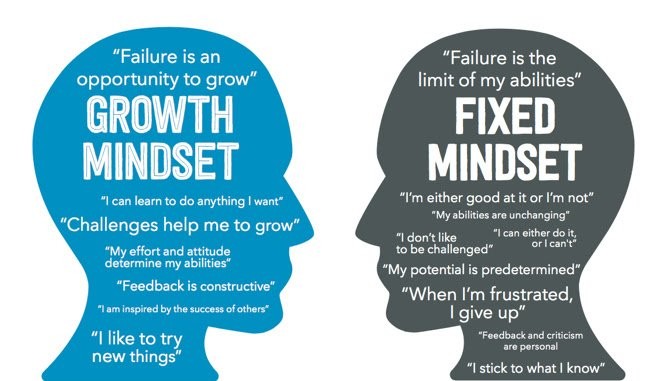 “Failure is an
opportunity to grow”
GROWTH
MINDSET
“I can learn to do anything I want”
“Challenges help me to grow”
“My effort and attitude
determine my abilities”
“Feedback is constructive”
“I am inspired by the success of others”
“I like to try
new things”
“Failure is the
limit of my abilities”
FIXED
MINDSET
“I’m either good at it or I’m not”
“My abilities are unchanging”
“I don’t like
to be challenged”
“I can either do it,
or I can’t”
“My potential is predetermined”
“When I’m frustrated,
I give up”
“Feedback and criticism
are personal
“I stick to what I know”